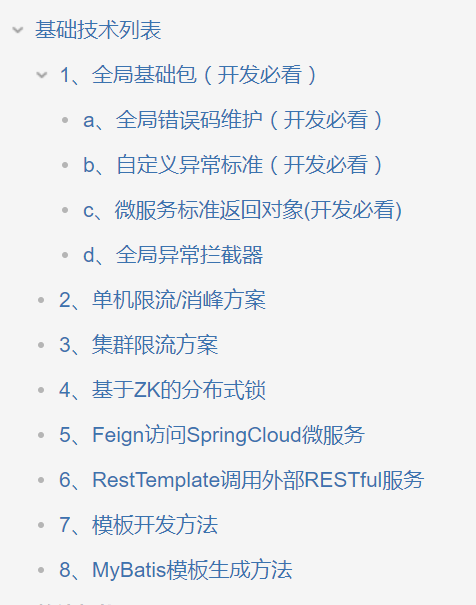 基础技术列表
1、全局基础包（开发必看）
a、全局错误码维护（开发必看）
b、自定义异常标准（开发必看）
c、微服务标准返回对象(开发必看)
d、全局异常拦截器
2、单机限流/消峰方案
3、集群限流方案
4、基于ZK的分布式锁
5、Feign访问SpringCloud微服务
6、RestTemplate调用外部RESTful服务
7、模板开发方法
8、MyBatis模板生成方法